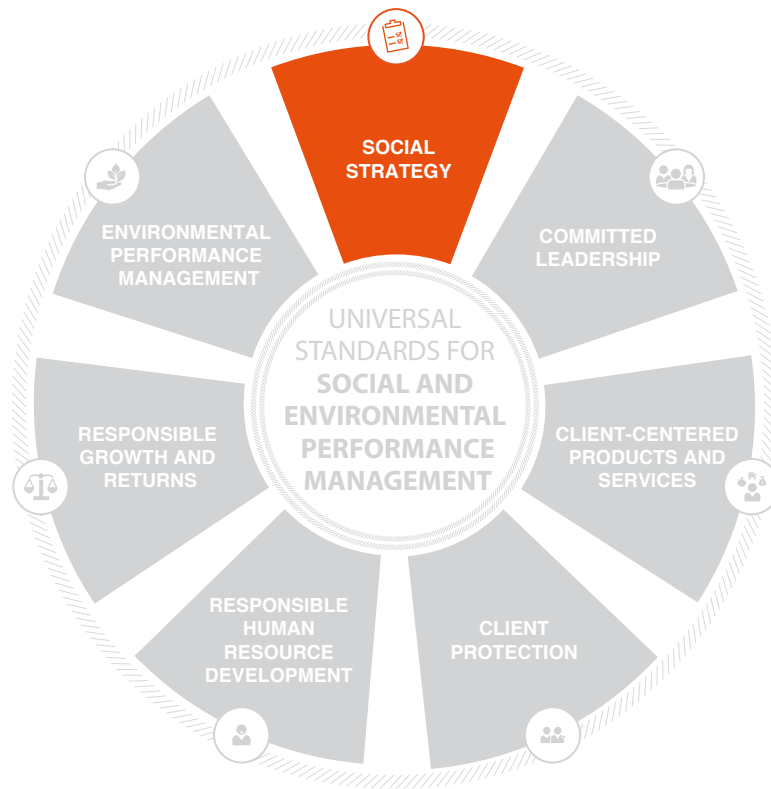 SOCIAL
STRATEGY
COMMITTED
LEADERSHIP
CLIENT-CENTERED
PRODUCTS AND
SERVICES
CLIENT
PROTECTION
RESPONSIBLE
HUMAN
RESOURCE
DEVELOPMENT
RESPONSIBLE
GROWTH AND
RETURNS
ENVIRONMENTAL
PERFORMANCE
MANAGEMENT
UNIVERSAL
STANDARDS FOR
SOCIAL AND
ENVIRONMENTAL
PERFORMANCE
MANAGEMENT